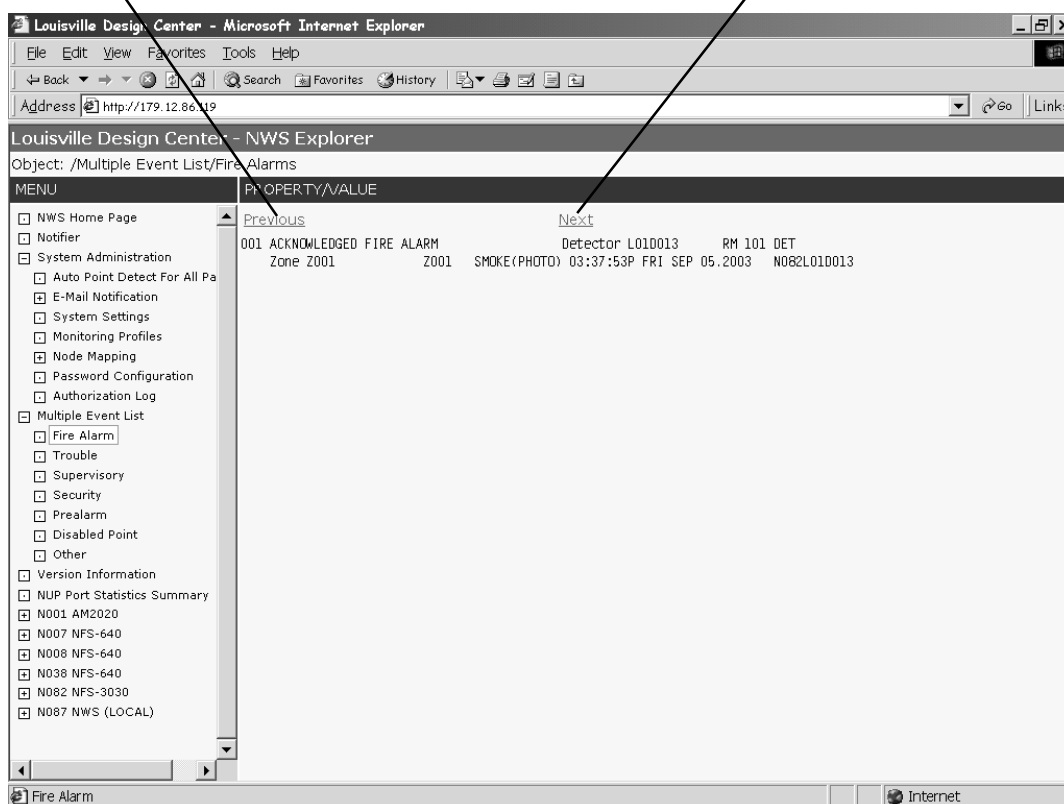 Louisville Design Center - Microsoft Internet Explorer
File Edit View Favorites Tools Help
Back Search Favorites History
Address http://179.12.86.119 Go Links
Louisville Design Center - NWS Explorer
Object: /Multiple Event List/Fire Alarms
MENU PROPERTY/VALUE
NWS Home Page
Notifier
System Administration
Auto Point Detect For All Pa
E-Mail Notification
System Settings
Monitoring Profiles
Node Mapping
Password Configuration
Authorization Log
Multiple Event List
Fire Alarm
Trouble
Supervisory
Security
Prealarm
Disabled Point
Other
Version Information
NUP Port Statistics Summary
N001 AM2020
N007 NFS-640
N008 NFS-640
N038 NFS-640
N082 NFS-3030
N087 NWS (LOCAL)
Previous Next
001 ACKNOWLEDGED FIRE ALARM Detector L01D013 RM 101 DET
Zone Z001 Z001 SMOKE(PHOTO) 03:37:53P FRI SEP 05.2003 N082L01D013
Fire Alarm Internet